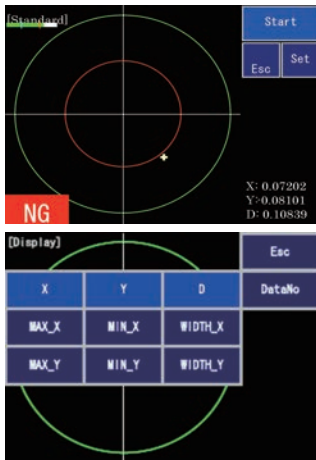 [Standard]
Start
Esc
Set
X: 0.07202
Y:-0.08101
D: 0.10839
NG
[Display]
Esc
X
Y
D
DataNo
MAX_X
MIN_X
WIDTH_X
MAX_Y
MIN_Y
WIDTH_Y